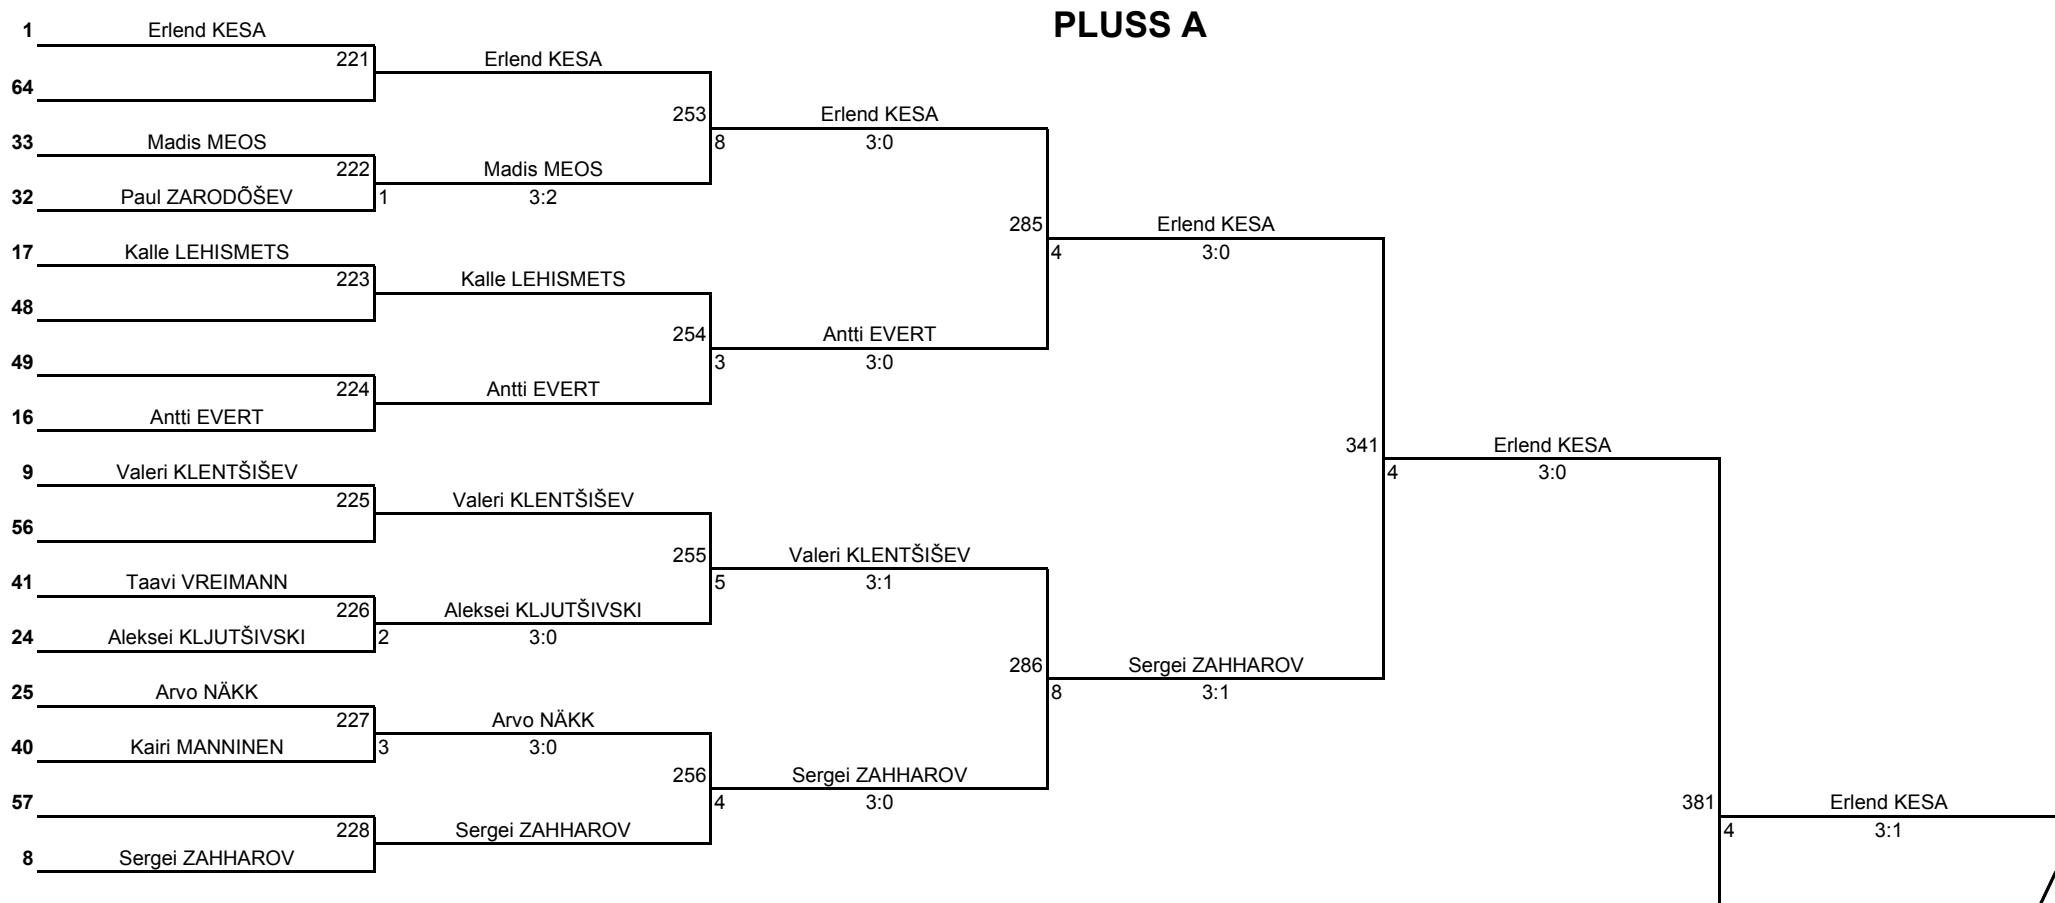 PLUSS A
1 Erlend KESA
221 Erlend KESA
64
253 Erlend KESA
8 3:0
33 Madis MEOS
222 Madis MEOS
32 Paul ZARODÕŠEV 1 3:2
285 Erlend KESA
4 3:0
17 Kalle LEHISMETS
223 Kalle LEHISMETS
48
254 Antti EVERT
3 3:0
49
224 Antti EVERT
16 Antti EVERT
341 Erlend KESA
4 3:0
9 Valeri KLENTŠIŠEV
225 Valeri KLENTŠIŠEV
56
255 Valeri KLENTŠIŠEV
5 3:1
41 Taavi VREIMANN
226 Aleksei KLJUTŠIVSKI
24 Aleksei KLJUTŠIVSKI 2 3:0
286 Sergei ZAHHAROV
8 3:1
25 Arvo NÄKK
227 Arvo NÄKK
40 Kairi MANNINEN 3 3:0
256 Sergei ZAHHAROV
4 3:0
57
228 Sergei ZAHHAROV
8 Sergei ZAHHAROV
381 Erlend KESA
4 3:1